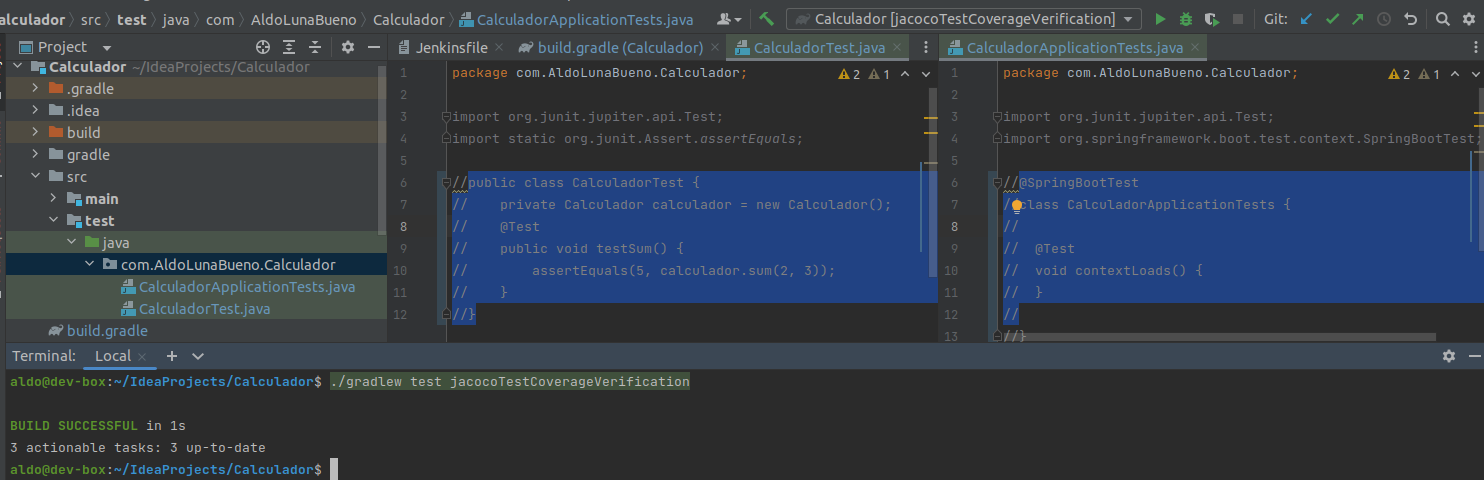 alculador > src > test > java > com > AldoLunaBueno > Calculador > CalculadorApplicationTests.java
Calculador [jacocoTestCoverageVerification]
Git:
Project
Jenkinsfile
build.gradle (Calculador)
CalculadorTest.java
CalculadorApplicationTests.java
Calculador ~/IdeaProjects/Calculador
.gradle
.idea
build
gradle
src
main
test
java
com.AldoLunaBueno.Calculador
CalculadorApplicationTests.java
CalculadorTest.java
build.gradle
1 package com.AldoLunaBueno.Calculador;
2 1
2
3 import org.junit.jupiter.api.Test;
4 import static org.junit.Assert.assertEquals;
5
6 //public class CalculadorTest {
7 //    private Calculador calculador = new Calculador();
8 //    @Test
9 //    public void testSum() {
10 //        assertEquals(5, calculador.sum(2, 3));
11 //    }
12 //}
1 package com.AldoLunaBueno.Calculador;
2 1
2
3 import org.junit.jupiter.api.Test;
4 import org.springframework.boot.test.context.SpringBootTest;
5
6 //@SpringBootTest
7 /class CalculadorApplicationTests {
8 //
9 //  @Test
10 //  void contextLoads() {
11 //  }
12 //
13 //}
Terminal:
Local
aldo@dev-box:~/IdeaProjects/Calculador$ ./gradlew test jacocoTestCoverageVerification
BUILD SUCCESSFUL in 1s
3 actionable tasks: 3 up-to-date
aldo@dev-box:~/IdeaProjects/Calculador$